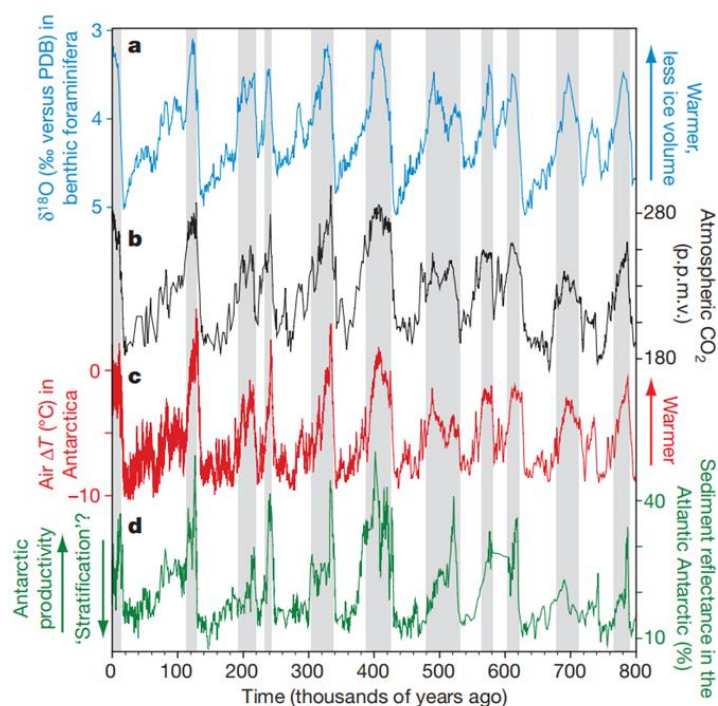 3
4
5
δ¹⁸O (‰ versus PDB) in
benthic foraminifera
a
Warmer,
less ice volume
b
280
180
Atmospheric CO₂
(p.p.m.v.)
0
−10
Air ΔT (°C) in
Antarctica
c
Warmer
Antarctic
productivity
'Stratification'?
d
40
10
Sediment reflectance in the
Atlantic Antarctic (%)
0 100 200 300 400 500 600 700 800
Time (thousands of years ago)